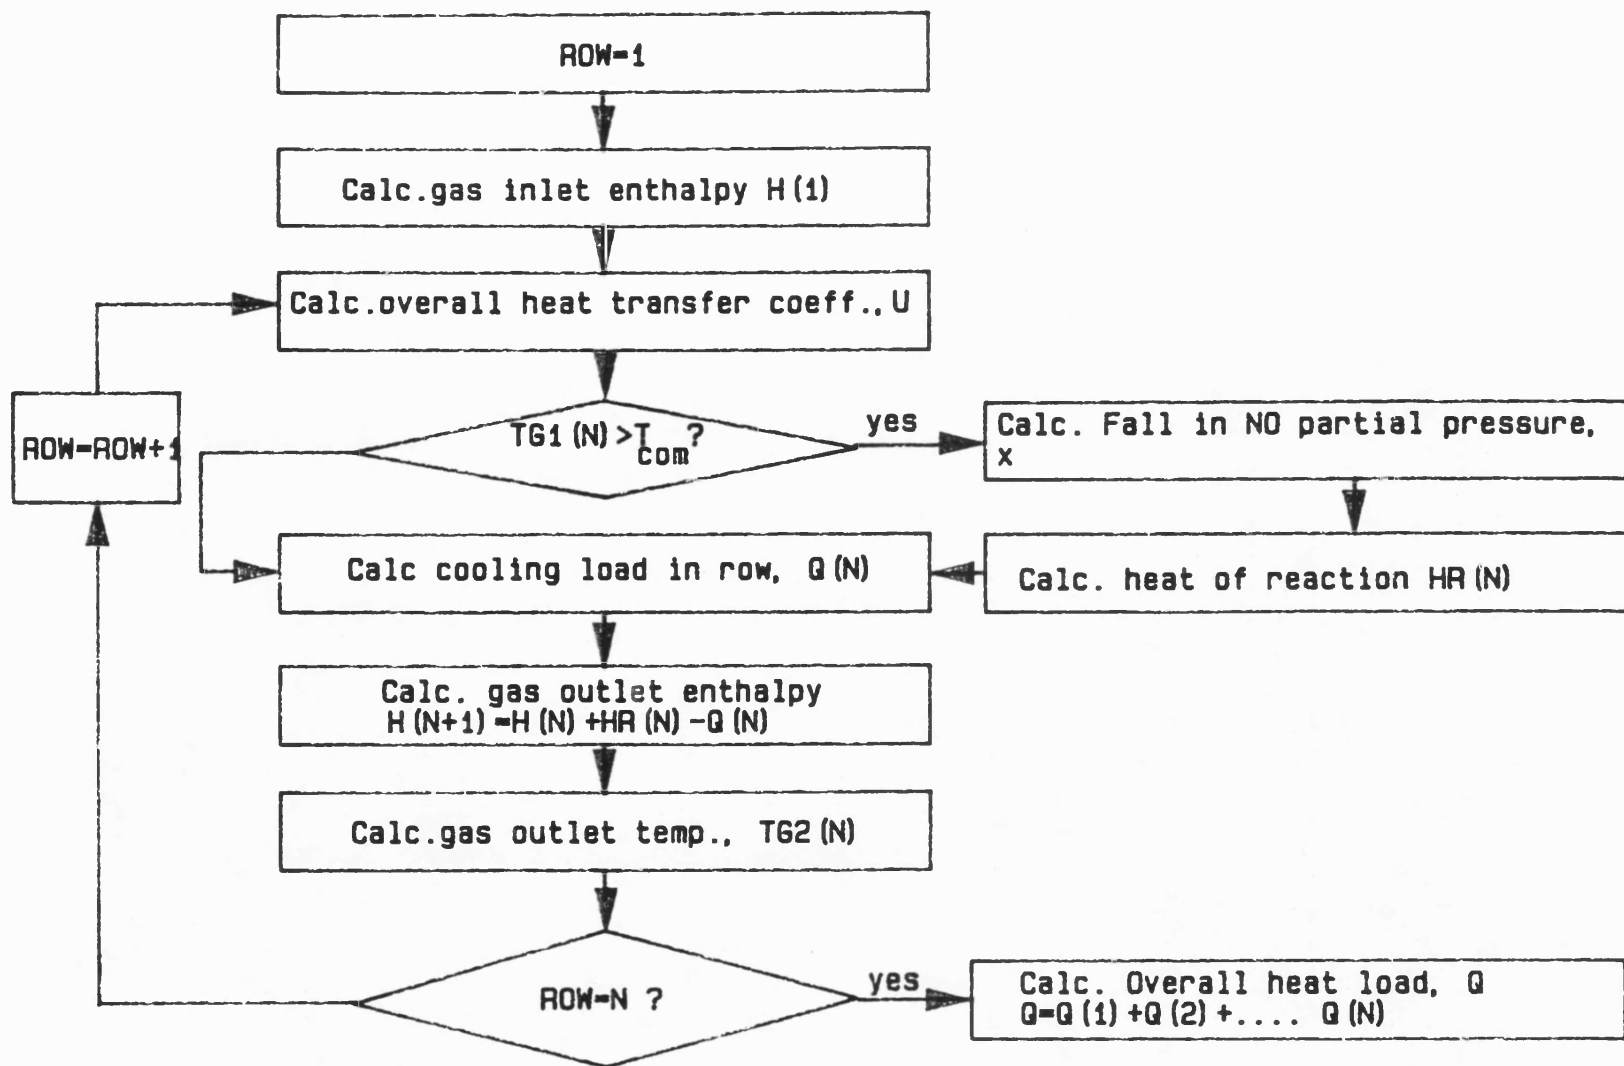 ROW=1
Calc.gas inlet enthalpy H(1)
Calc.overall heat transfer coeff., U
ROW=ROW+1
TG1(N)>T ?
com
yes
Calc. Fall in NO partial pressure,
x
Calc cooling load in row, Q(N)
Calc. heat of reaction HR(N)
Calc. gas outlet enthalpy
H(N+1)=H(N)+HR(N)-Q(N)
Calc.gas outlet temp., TG2(N)
ROW=N ?
yes
Calc. Overall heat load, Q
Q=Q(1)+Q(2)+.... Q(N)